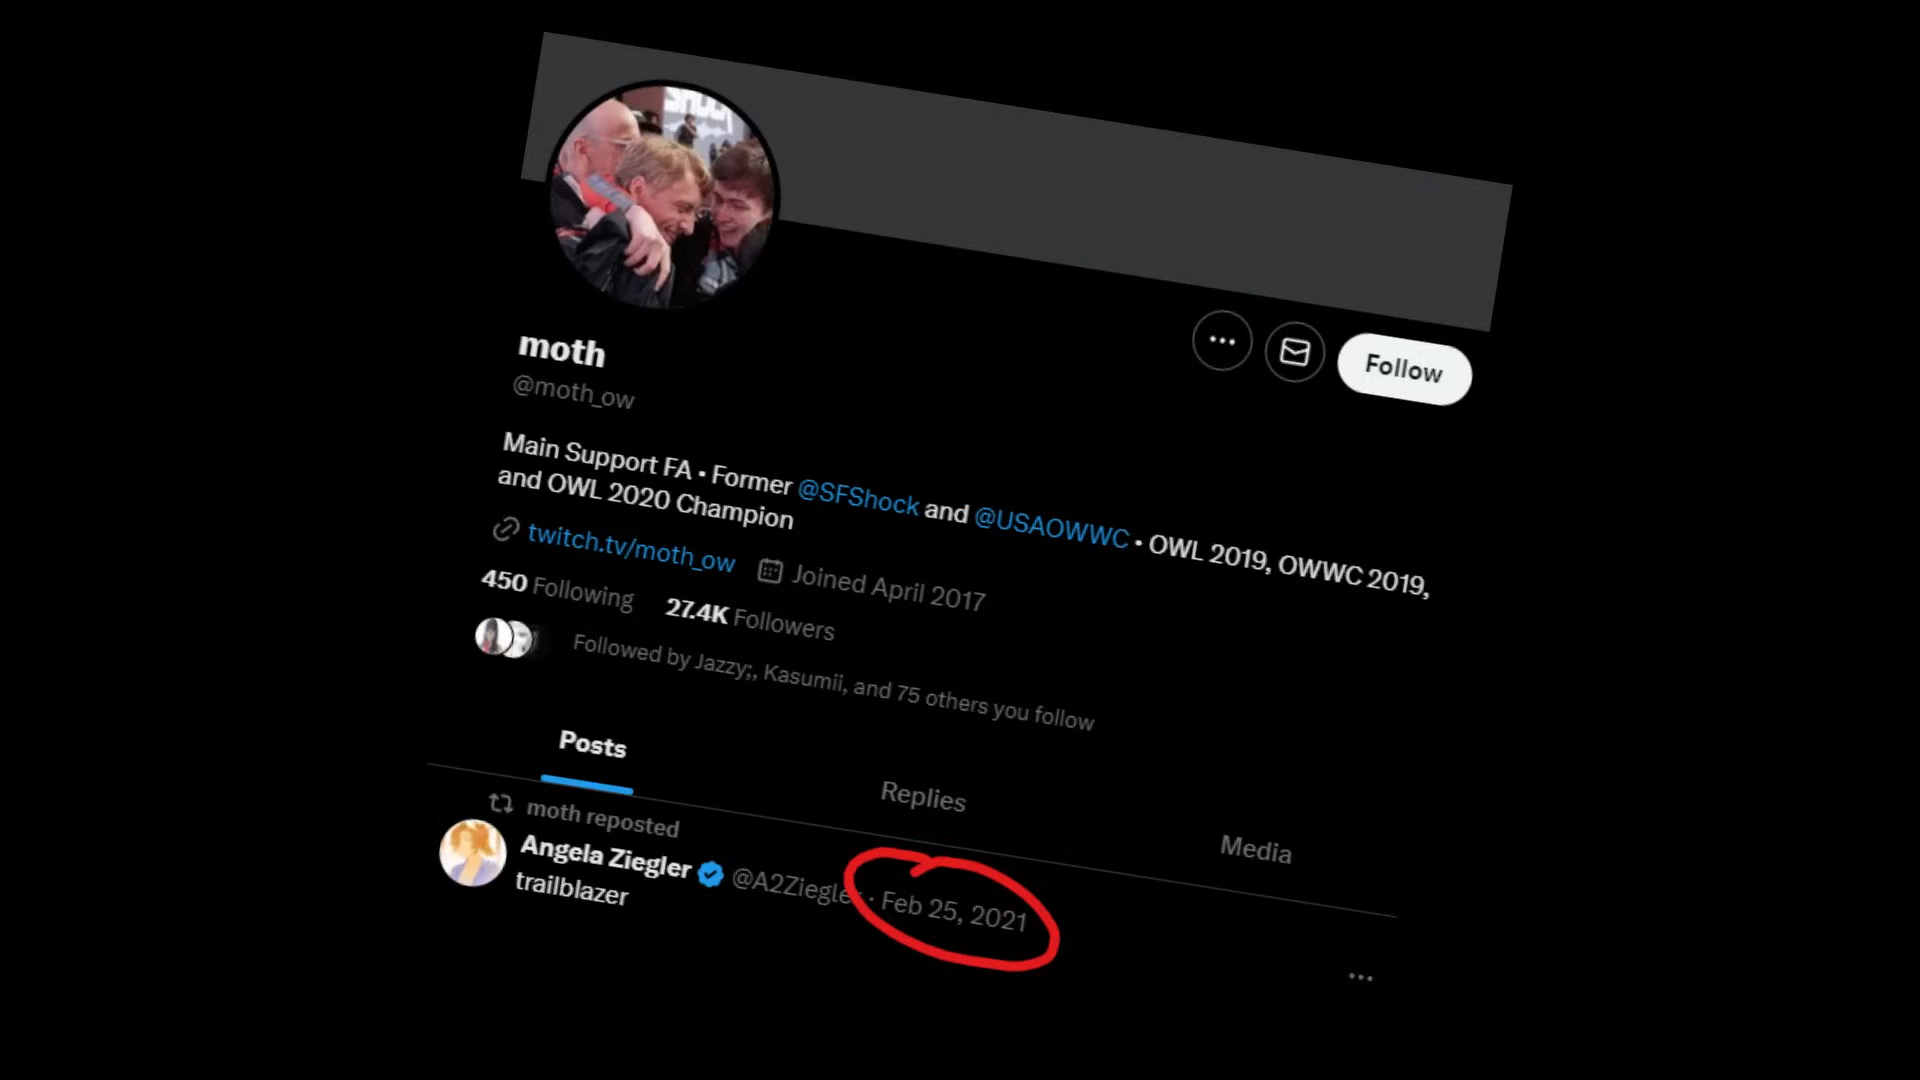 moth
@moth_ow
Follow
Main Support FA • Former @SFShock and @USAOWWC • OWL 2019, OWWC 2019,
and OWL 2020 Champion
twitch.tv/moth_ow Joined April 2017
450 Following 27.4K Followers
Followed by Jazzy;, Kasumii, and 75 others you follow
Posts Replies Media
moth reposted
Angela Ziegler @A2Ziegler · Feb 25, 2021
trailblazer